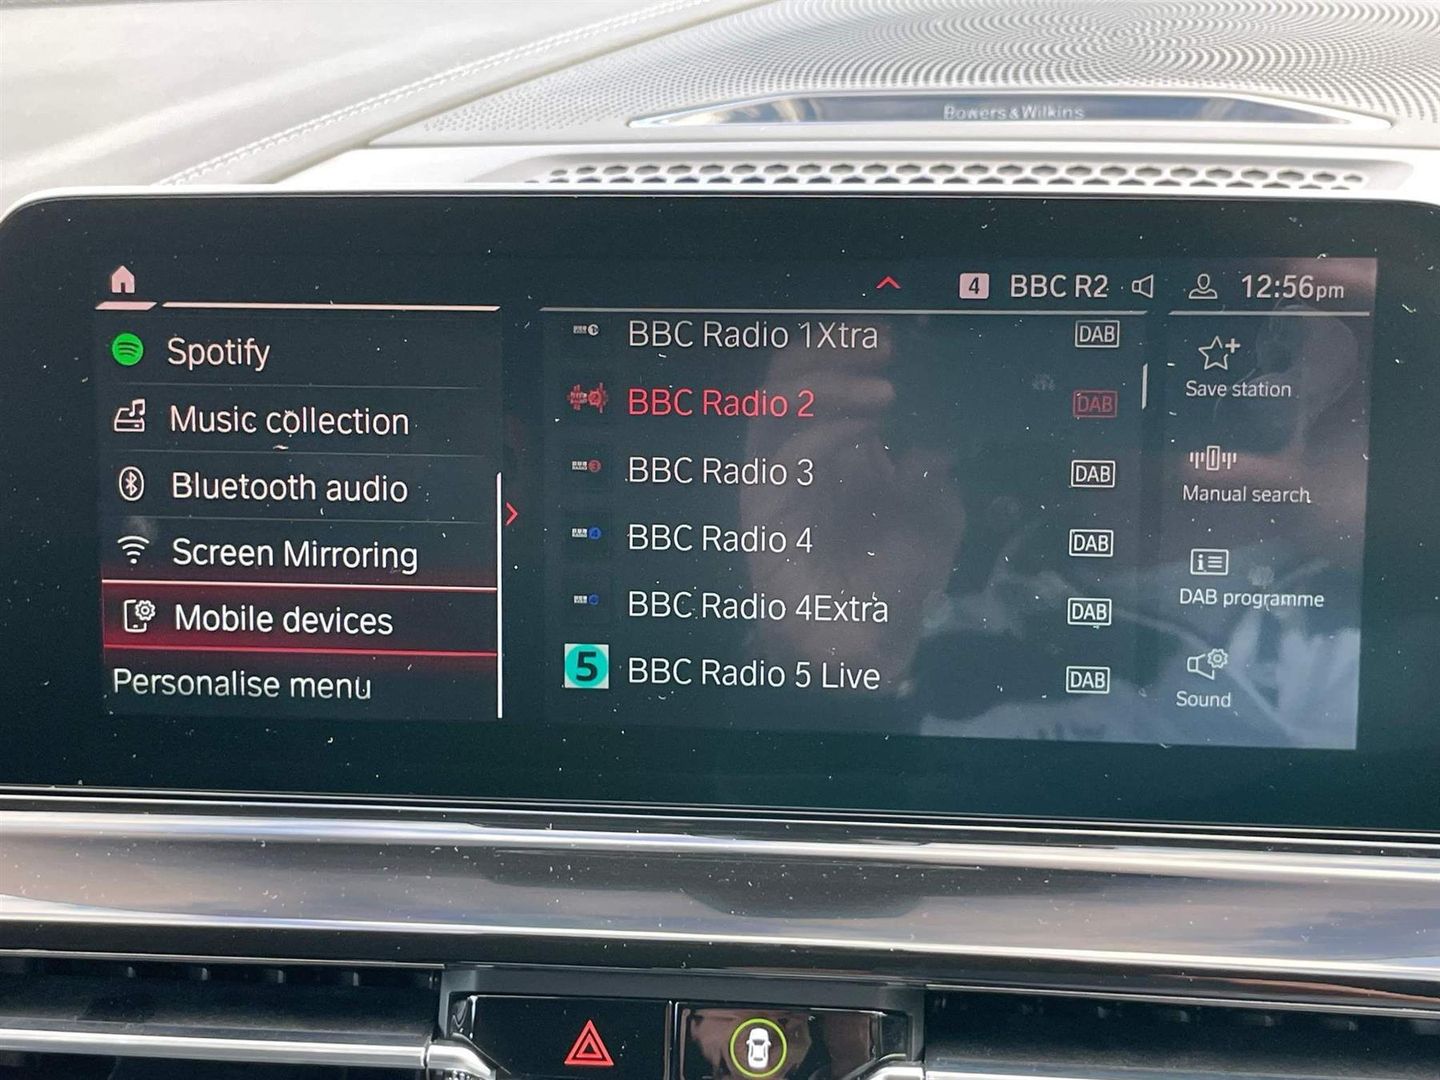 Bowers & Wilkins
4 BBC R2 12:56pm
Spotify
Music collection
Bluetooth audio
Screen Mirroring
Mobile devices
Personalise menu
BBC Radio 1Xtra DAB
BBC Radio 2 DAB
BBC Radio 3 DAB
BBC Radio 4 DAB
BBC Radio 4Extra DAB
5 BBC Radio 5 Live DAB
Save station
Manual search
DAB programme
Sound